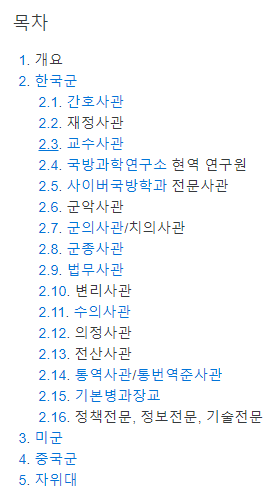 목차
1. 개요
2. 한국군
2.1. 간호사관
2.2. 재정사관
2.3. 교수사관
2.4. 국방과학연구소 현역 연구원
2.5. 사이버국방학과 전문사관
2.6. 군악사관
2.7. 군의사관/치의사관
2.8. 군종사관
2.9. 법무사관
2.10. 변리사관
2.11. 수의사관
2.12. 의정사관
2.13. 전산사관
2.14. 통역사관/통번역준사관
2.15. 기본병과장교
2.16. 정책전문, 정보전문, 기술전문
3. 미군
4. 중국군
5. 자위대